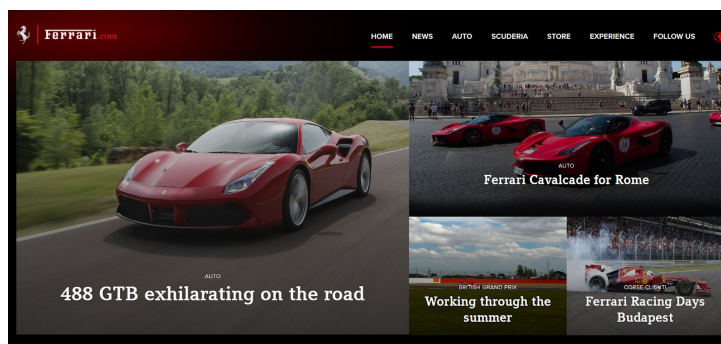 Ferrari.com
HOME NEWS AUTO SCUDERIA STORE EXPERIENCE FOLLOW US
AUTO
488 GTB exhilarating on the road
AUTO
Ferrari Cavalcade for Rome
BRITISH GRAND PRIX
Working through the
summer
CORSE CLIENTI
Ferrari Racing Days
Budapest